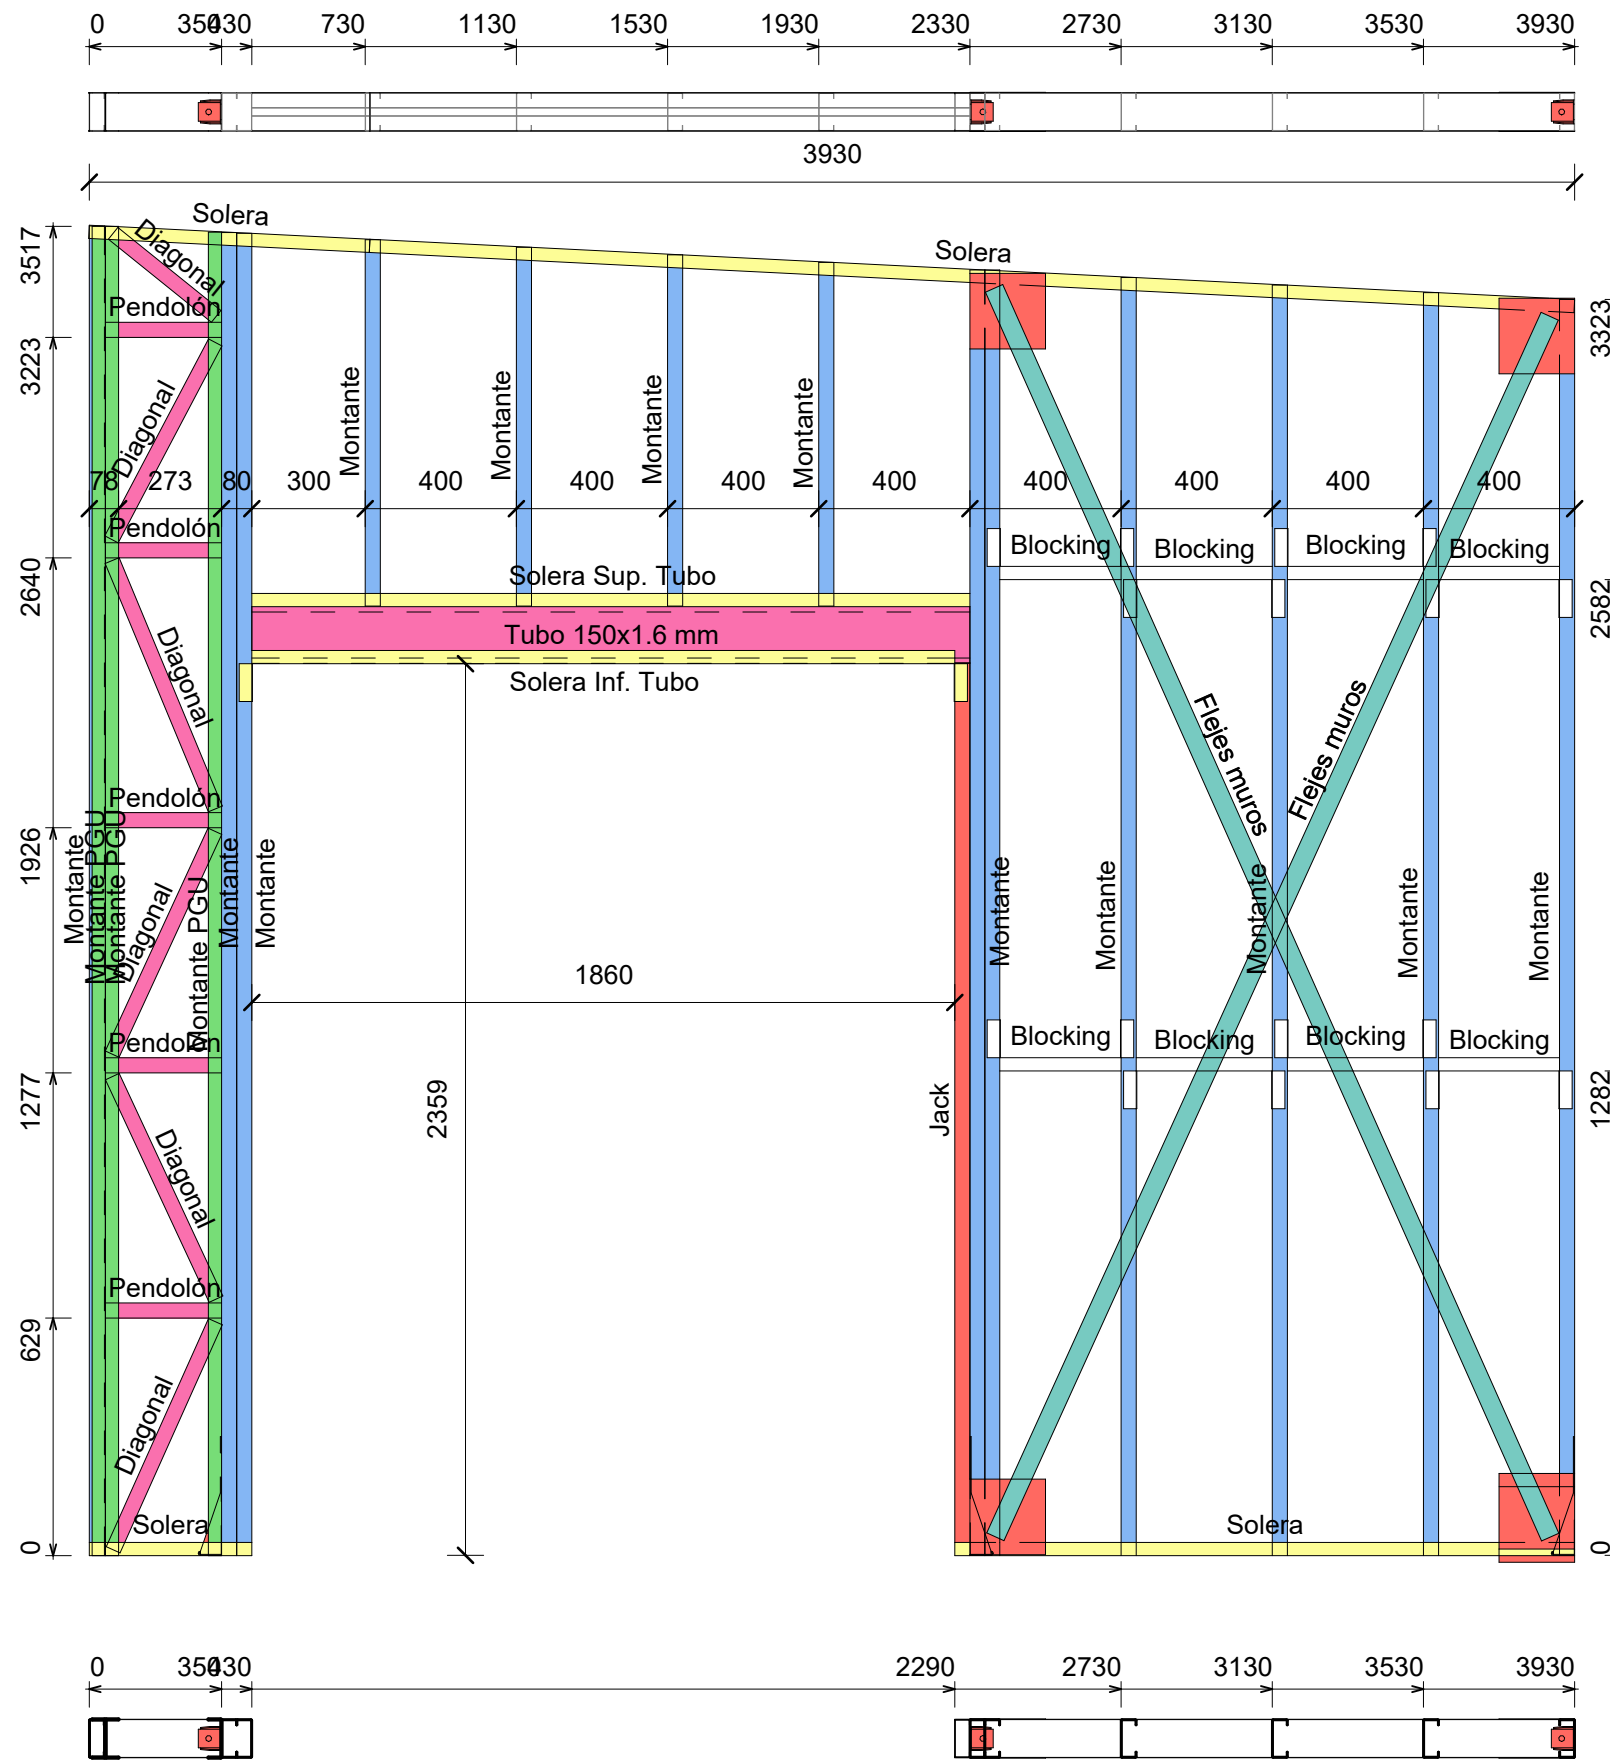 0 350 430 730 1130 1530 1930 2330 2730 3130 3530 3930
3930
Solera
Diagonal
Solera
3517
3323
Pendolón
3223
Diagonal
Montante
Montante
Montante
Montante
78 273 80 300 400 400 400 400 400 400 400 400
Pendolón
Blocking
Blocking
Blocking
Blocking
Solera Sup. Tubo
2640
2582
Tubo 150x1.6 mm
Solera Inf. Tubo
Diagonal
Flejes muros
Flejes muros
Pendolón
1926
Montante
Montante PGU
Montante PGU
Diagonal
Montante PGU
Montante
Montante
Montante
Montante
Montante
Montante
Montante
1860
Pendolón
Blocking
Blocking
Blocking
Blocking
1277
2359
Jack
1282
Diagonal
Pendolón
629
Diagonal
Solera
Solera
0
0
0 350 430 2290 2730 3130 3530 3930